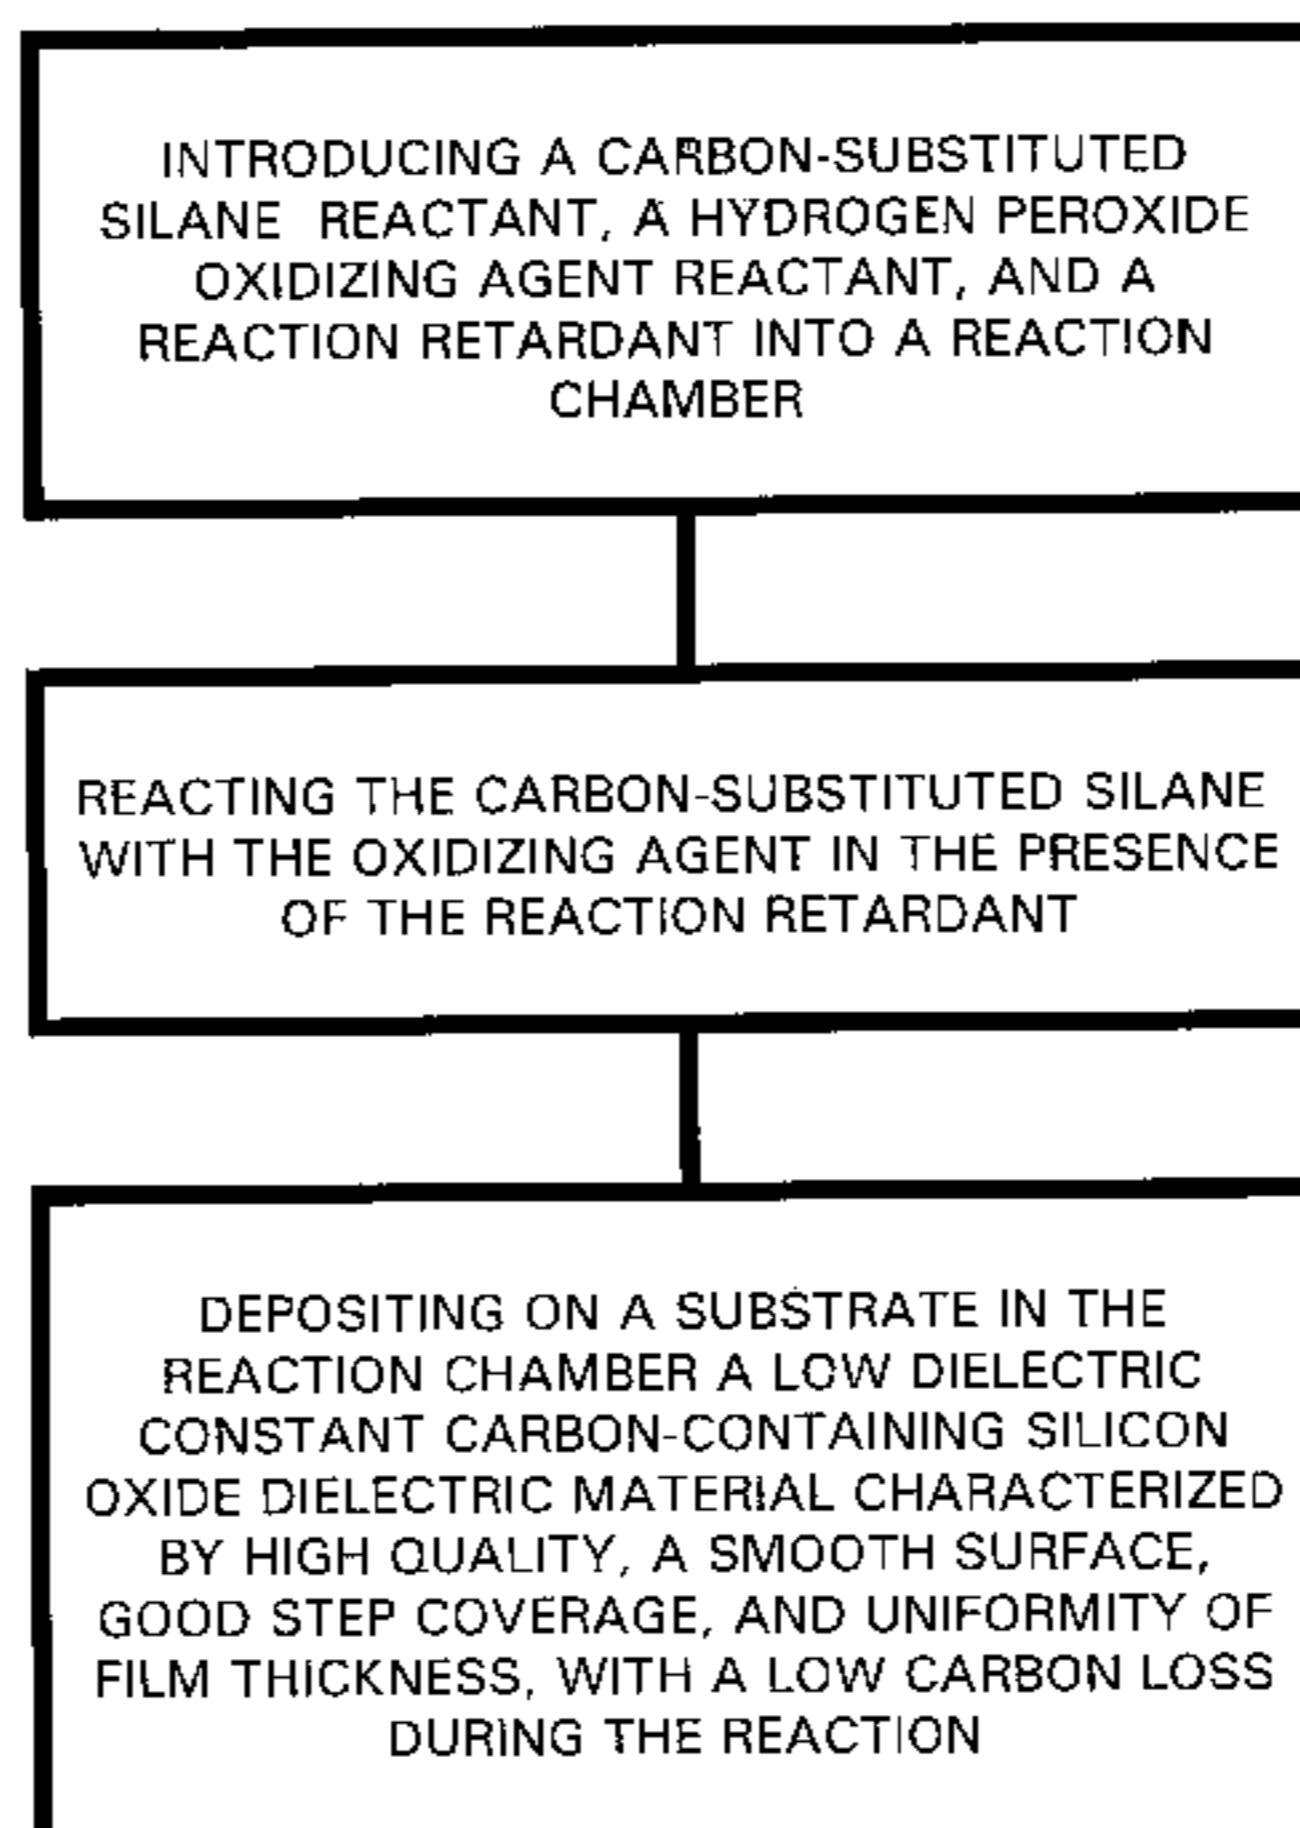 INTRODUCING A CARBON-SUBSTITUTED
SILANE REACTANT, A HYDROGEN PEROXIDE
OXIDIZING AGENT REACTANT, AND A
REACTION RETARDANT INTO A REACTION
CHAMBER
REACTING THE CARBON-SUBSTITUTED SILANE
WITH THE OXIDIZING AGENT IN THE PRESENCE
OF THE REACTION RETARDANT
DEPOSITING ON A SUBSTRATE IN THE
REACTION CHAMBER A LOW DIELECTRIC
CONSTANT CARBON-CONTAINING SILICON
OXIDE DIELECTRIC MATERIAL CHARACTERIZED
BY HIGH QUALITY, A SMOOTH SURFACE,
GOOD STEP COVERAGE, AND UNIFORMITY OF
FILM THICKNESS, WITH A LOW CARBON LOSS
DURING THE REACTION